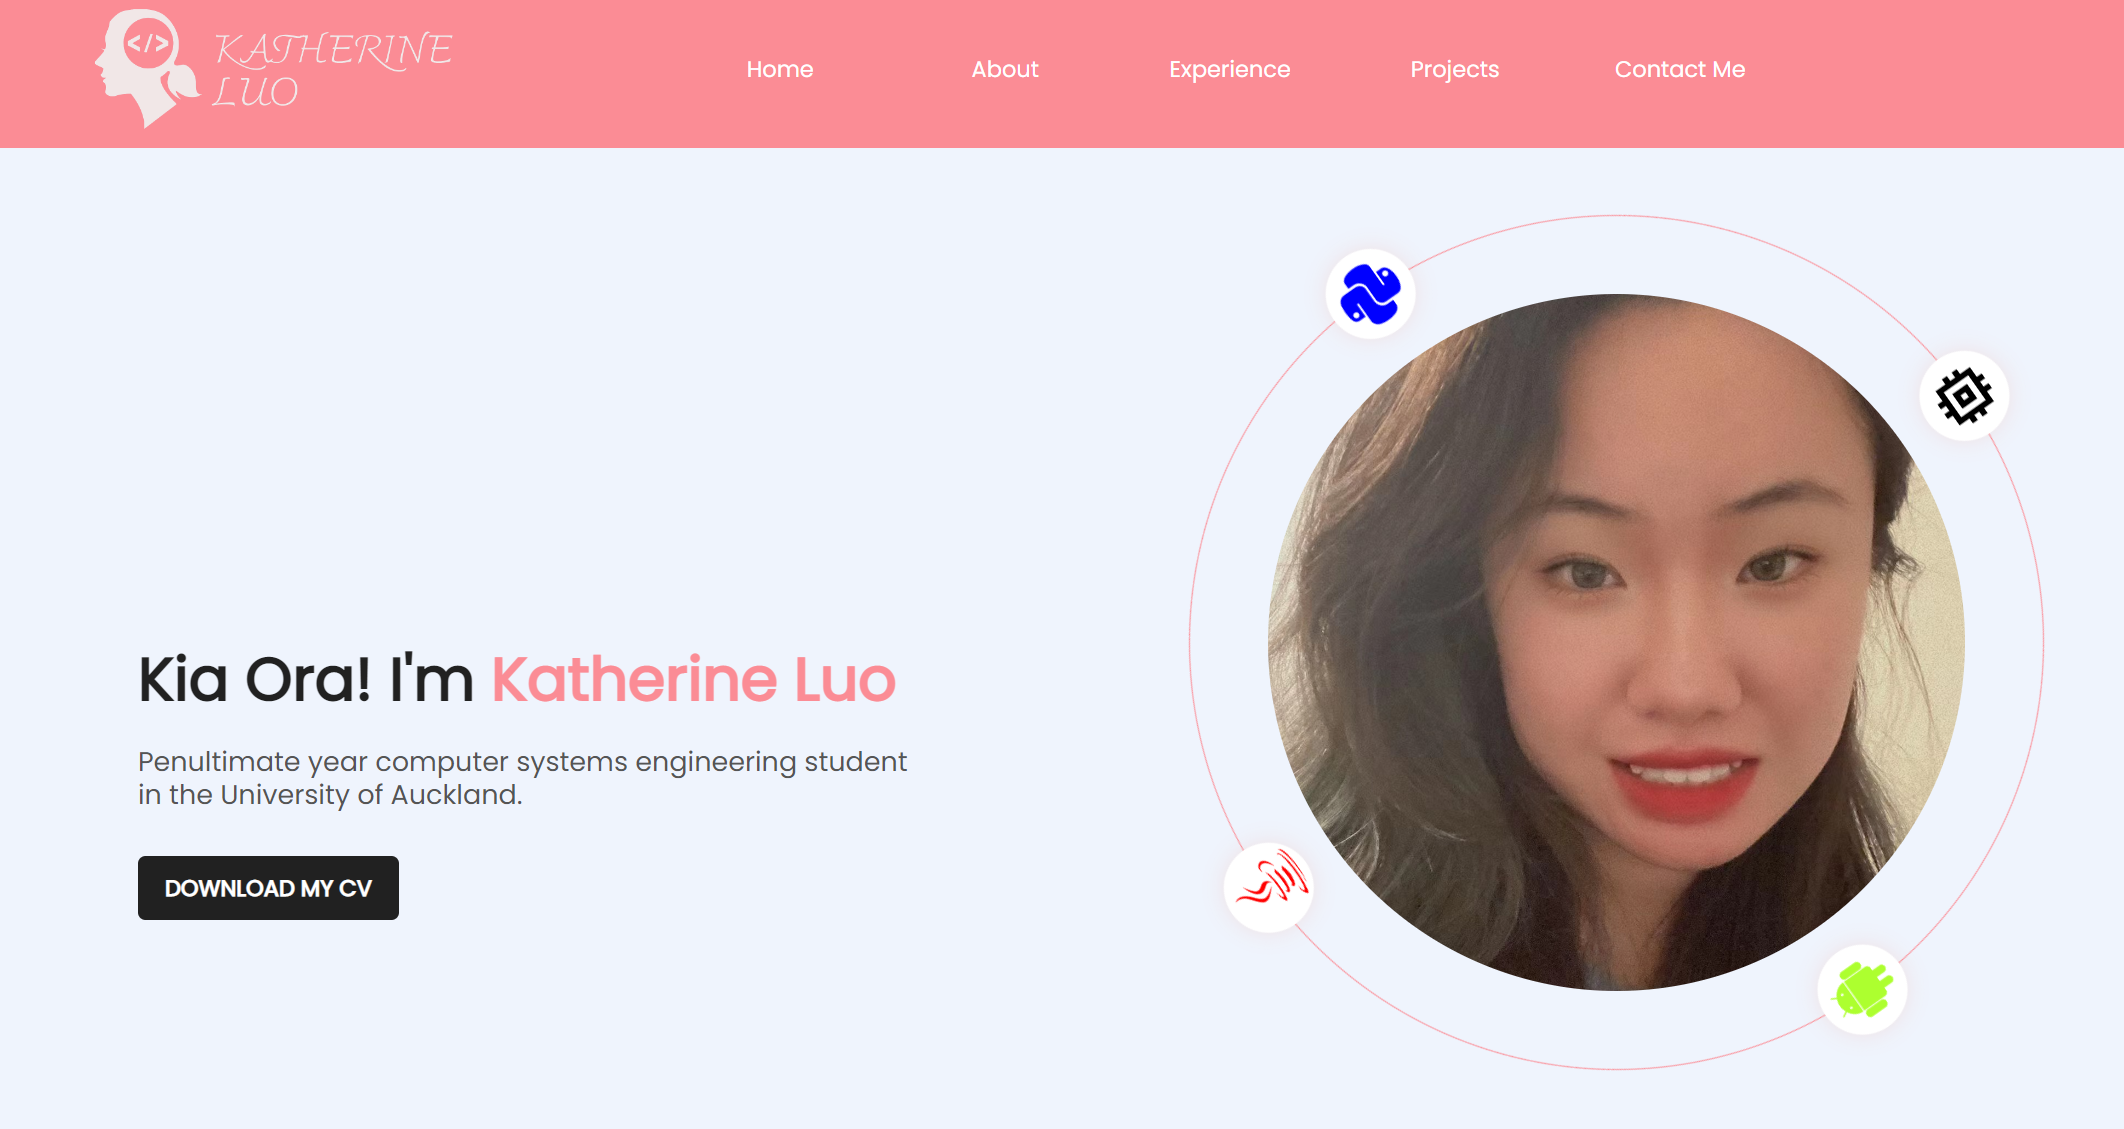 </>
KATHERINE
LUO
Home About Experience Projects Contact Me
Kia Ora! I'm Katherine Luo
Penultimate year computer systems engineering student
in the University of Auckland.
DOWNLOAD MY CV